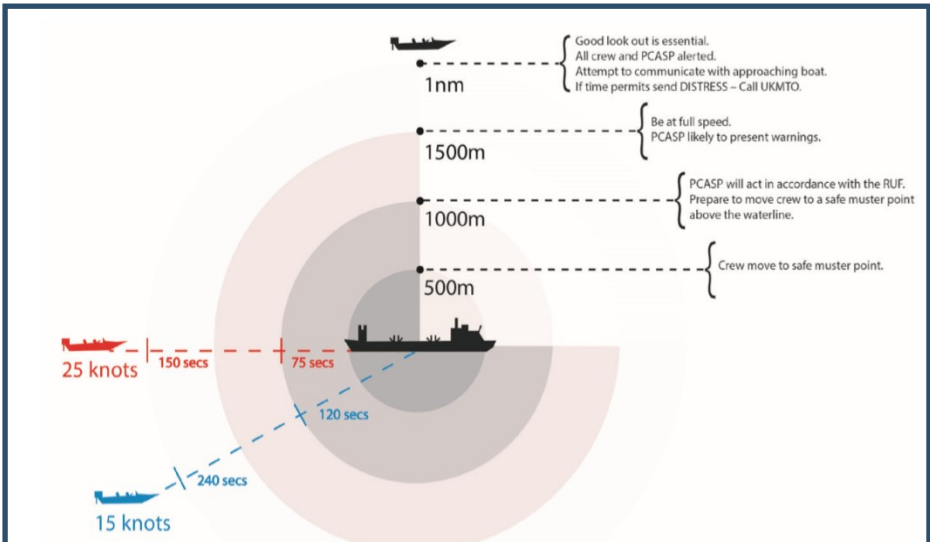 Good look out is essential.
All crew and PCASP alerted.
Attempt to communicate with approaching boat.
If time permits send DISTRESS – Call UKMTO.
1nm
Be at full speed.
PCASP likely to present warnings.
1500m
PCASP will act in accordance with the RUF.
Prepare to move crew to a safe muster point
above the waterline.
1000m
Crew move to safe muster point.
500m
25 knots
150 secs
75 secs
120 secs
240 secs
15 knots